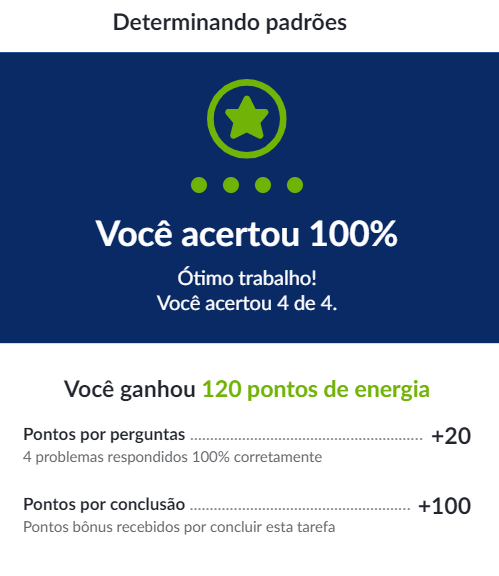 Determinando padrões
Você acertou 100%
Ótimo trabalho!
Você acertou 4 de 4.
Você ganhou 120 pontos de energia
Pontos por perguntas +20
4 problemas respondidos 100% corretamente
Pontos por conclusão +100
Pontos bônus recebidos por concluir esta tarefa